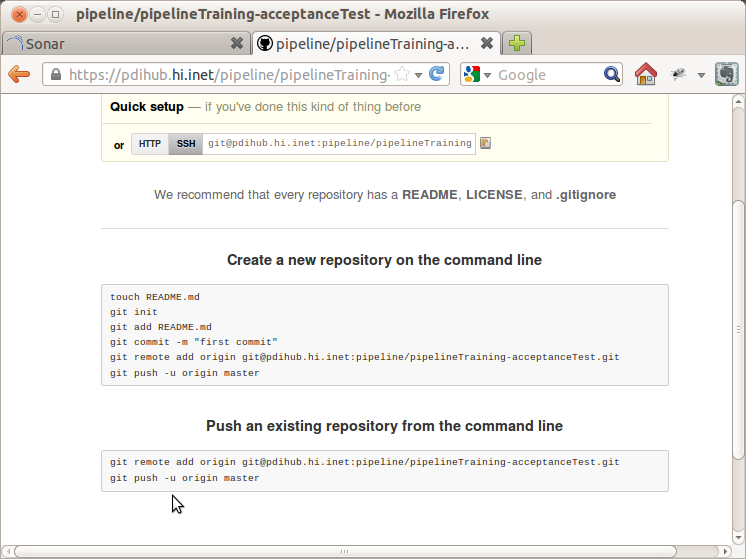 pipeline/pipelineTraining-acceptanceTest - Mozilla Firefox
Sonar
pipeline/pipelineTraining-a...
https://pdihub.hi.inet/pipeline/pipelineTraining-
Google
Quick setup — if you've done this kind of thing before
or HTTP SSH git@pdihub.hi.inet:pipeline/pipelineTraining
We recommend that every repository has a README, LICENSE, and .gitignore
Create a new repository on the command line
touch README.md
git init
git add README.md
git commit -m "first commit"
git remote add origin git@pdihub.hi.inet:pipeline/pipelineTraining-acceptanceTest.git
git push -u origin master
Push an existing repository from the command line
git remote add origin git@pdihub.hi.inet:pipeline/pipelineTraining-acceptanceTest.git
git push -u origin master